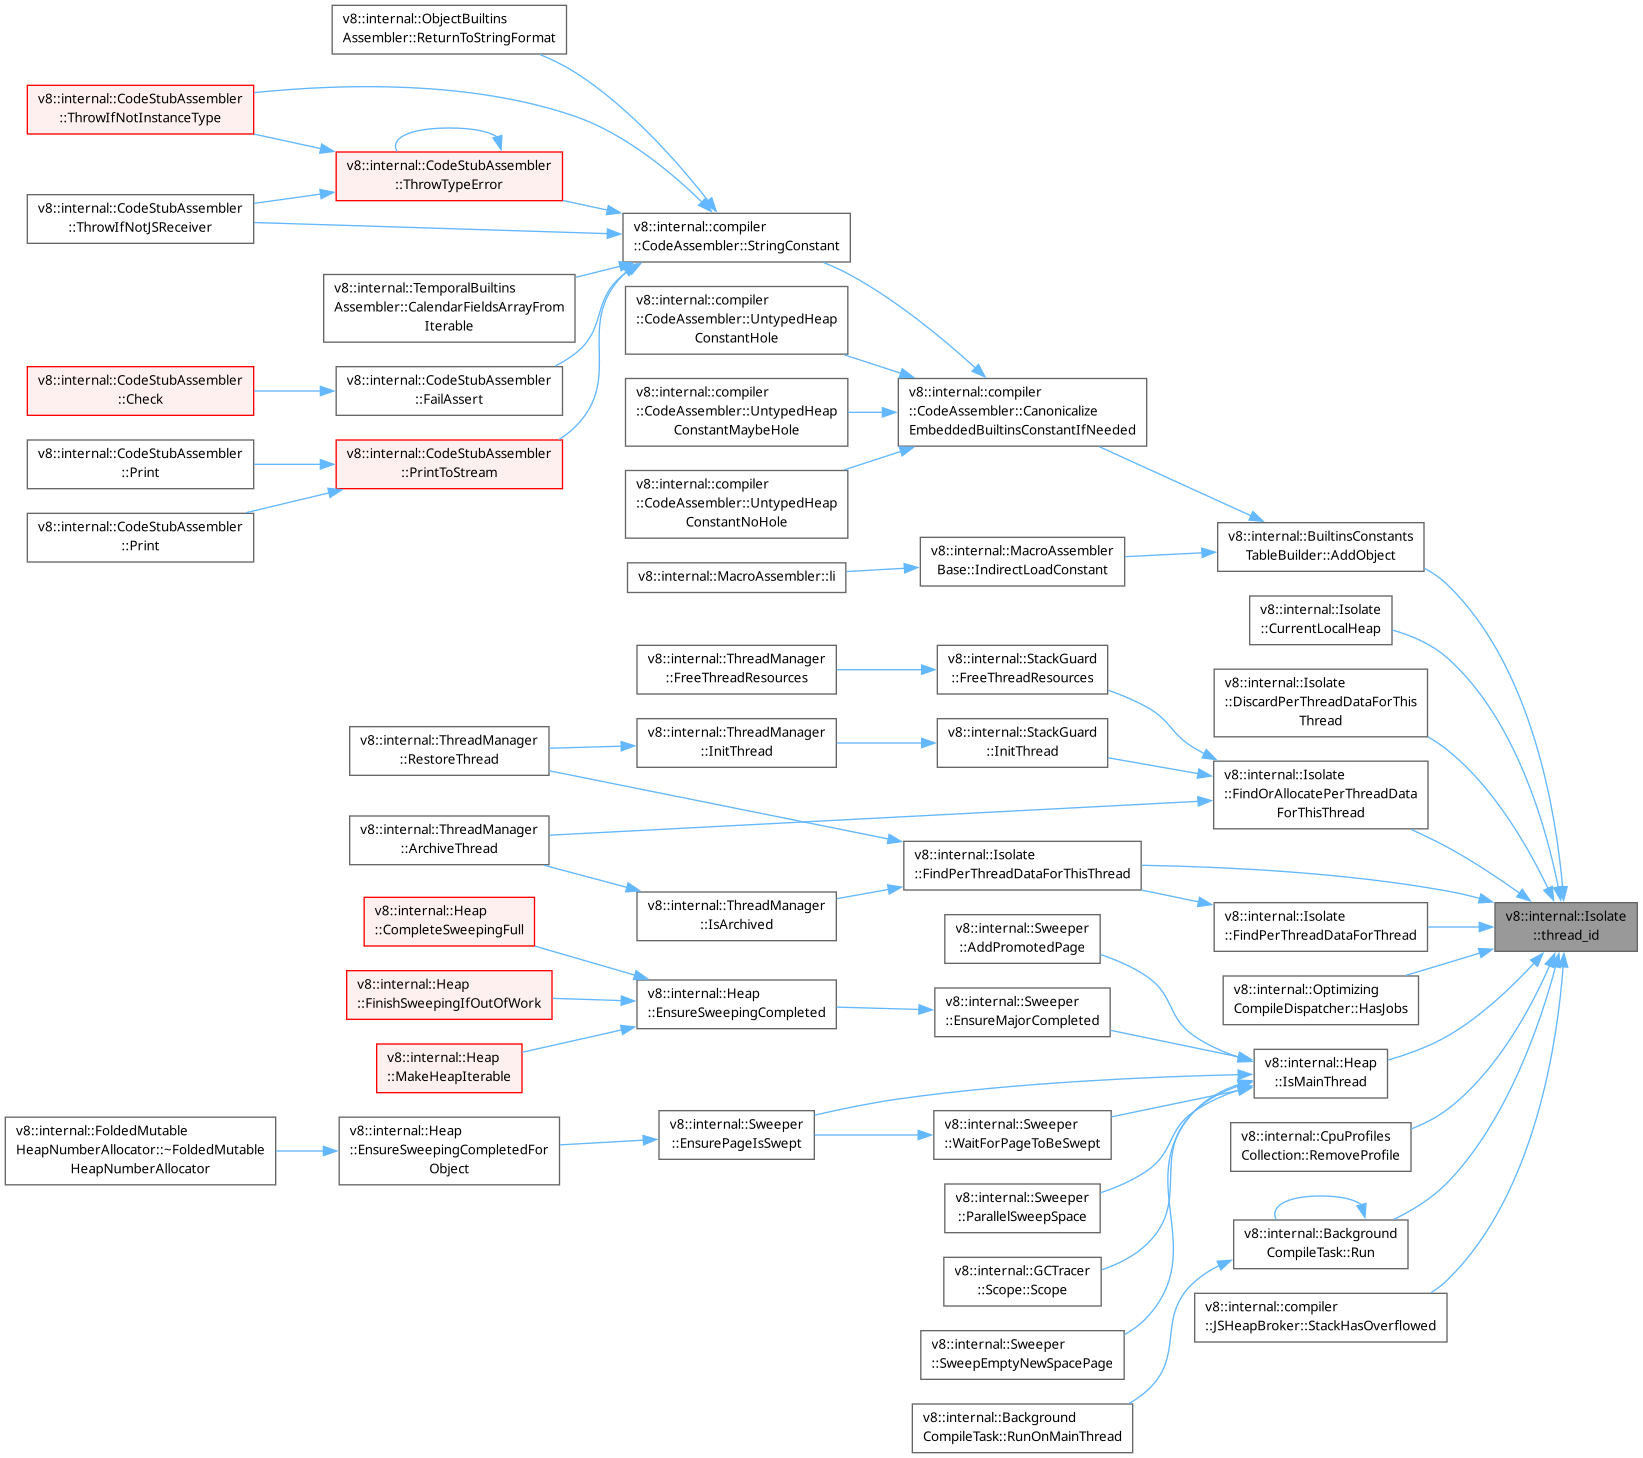 v8::internal::ObjectBuiltins
Assembler::ReturnToStringFormat
v8::internal::CodeStubAssembler
::ThrowIfNotInstanceType
v8::internal::CodeStubAssembler
::ThrowTypeError
v8::internal::CodeStubAssembler
::ThrowIfNotJSReceiver
v8::internal::compiler
::CodeAssembler::StringConstant
v8::internal::TemporalBuiltins
Assembler::CalendarFieldsArrayFrom
Iterable
v8::internal::compiler
::CodeAssembler::UntypedHeap
ConstantHole
v8::internal::CodeStubAssembler
::Check
v8::internal::CodeStubAssembler
::FailAssert
v8::internal::compiler
::CodeAssembler::UntypedHeap
ConstantMaybeHole
v8::internal::compiler
::CodeAssembler::Canonicalize
EmbeddedBuiltinsConstantIfNeeded
v8::internal::CodeStubAssembler
::Print
v8::internal::CodeStubAssembler
::PrintToStream
v8::internal::compiler
::CodeAssembler::UntypedHeap
ConstantNoHole
v8::internal::CodeStubAssembler
::Print
v8::internal::BuiltinsConstants
TableBuilder::AddObject
v8::internal::MacroAssembler
Base::IndirectLoadConstant
v8::internal::MacroAssembler::li
v8::internal::Isolate
::CurrentLocalHeap
v8::internal::ThreadManager
::FreeThreadResources
v8::internal::StackGuard
::FreeThreadResources
v8::internal::Isolate
::DiscardPerThreadDataForThis
Thread
v8::internal::ThreadManager
::RestoreThread
v8::internal::ThreadManager
::InitThread
v8::internal::StackGuard
::InitThread
v8::internal::Isolate
::FindOrAllocatePerThreadData
ForThisThread
v8::internal::ThreadManager
::ArchiveThread
v8::internal::Isolate
::FindPerThreadDataForThisThread
v8::internal::Heap
::CompleteSweepingFull
v8::internal::ThreadManager
::IsArchived
v8::internal::Sweeper
::AddPromotedPage
v8::internal::Isolate
::FindPerThreadDataForThread
v8::internal::Isolate
::thread_id
v8::internal::Heap
::FinishSweepingIfOutOfWork
v8::internal::Heap
::EnsureSweepingCompleted
v8::internal::Sweeper
::EnsureMajorCompleted
v8::internal::Optimizing
CompileDispatcher::HasJobs
v8::internal::Heap
::MakeHeapIterable
v8::internal::Heap
::IsMainThread
v8::internal::FoldedMutable
HeapNumberAllocator::~FoldedMutable
HeapNumberAllocator
v8::internal::Heap
::EnsureSweepingCompletedFor
Object
v8::internal::Sweeper
::EnsurePageIsSwept
v8::internal::Sweeper
::WaitForPageToBeSwept
v8::internal::CpuProfiles
Collection::RemoveProfile
v8::internal::Sweeper
::ParallelSweepSpace
v8::internal::Background
CompileTask::Run
v8::internal::GCTracer
::Scope::Scope
v8::internal::compiler
::JSHeapBroker::StackHasOverflowed
v8::internal::Sweeper
::SweepEmptyNewSpacePage
v8::internal::Background
CompileTask::RunOnMainThread